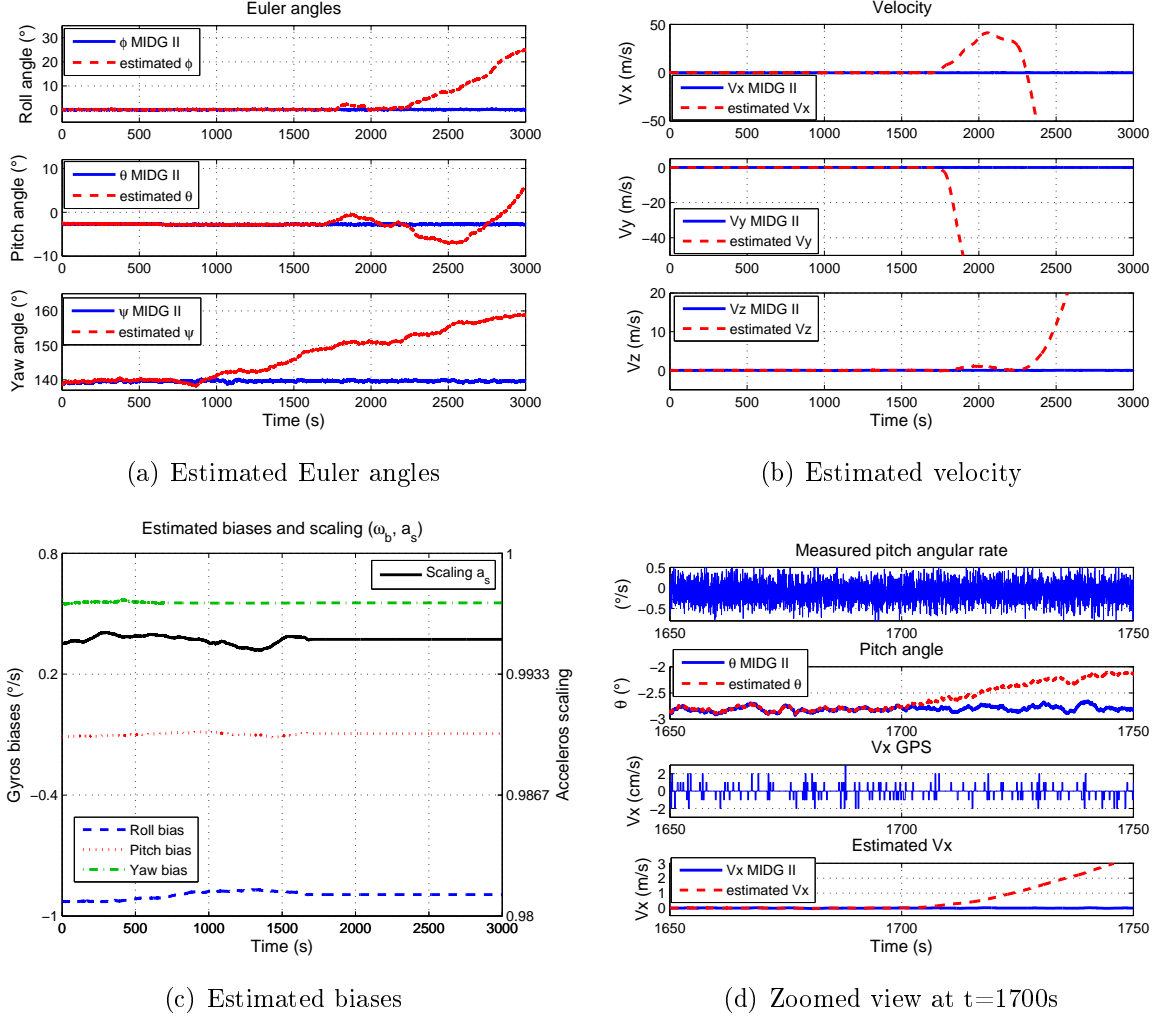 Euler angles
Roll angle (°)
30
20
10
0
φ MIDG II
estimated φ
0 500 1000 1500 2000 2500 3000
Pitch angle (°)
10
0
−10
θ MIDG II
estimated θ
0 500 1000 1500 2000 2500 3000
Yaw angle (°)
160
150
140
ψ MIDG II
estimated ψ
0 500 1000 1500 2000 2500 3000
Time (s)
(a) Estimated Euler angles
Velocity
Vx (m/s)
50
0
−50
Vx MIDG II
estimated Vx
0 500 1000 1500 2000 2500 3000
Vy (m/s)
0
−20
−40
Vy MIDG II
estimated Vy
0 500 1000 1500 2000 2500 3000
Vz (m/s)
20
10
0
Vz MIDG II
estimated Vz
0 500 1000 1500 2000 2500 3000
Time (s)
(b) Estimated velocity
Estimated biases and scaling (ω_b, a_s)
Gyros biases (°/s)
0.8
0.2
−0.4
−1
Scaling a_s
Roll bias
Pitch bias
Yaw bias
1
0.9933
0.9867
0.98
Acceleros scaling
0 500 1000 1500 2000 2500 3000
Time (s)
(c) Estimated biases
Measured pitch angular rate
(°/s)
0.5
0
−0.5
1650 1700 1750
Pitch angle
θ (°)
−2
−2.5
−3
θ MIDG II
estimated θ
1650 1700 1750
Vx GPS
Vx (cm/s)
2
0
−2
1650 1700 1750
Estimated Vx
Vx (m/s)
3
2
1
0
Vx MIDG II
estimated Vx
1650 1700 1750
Time (s)
(d) Zoomed view at t=1700s